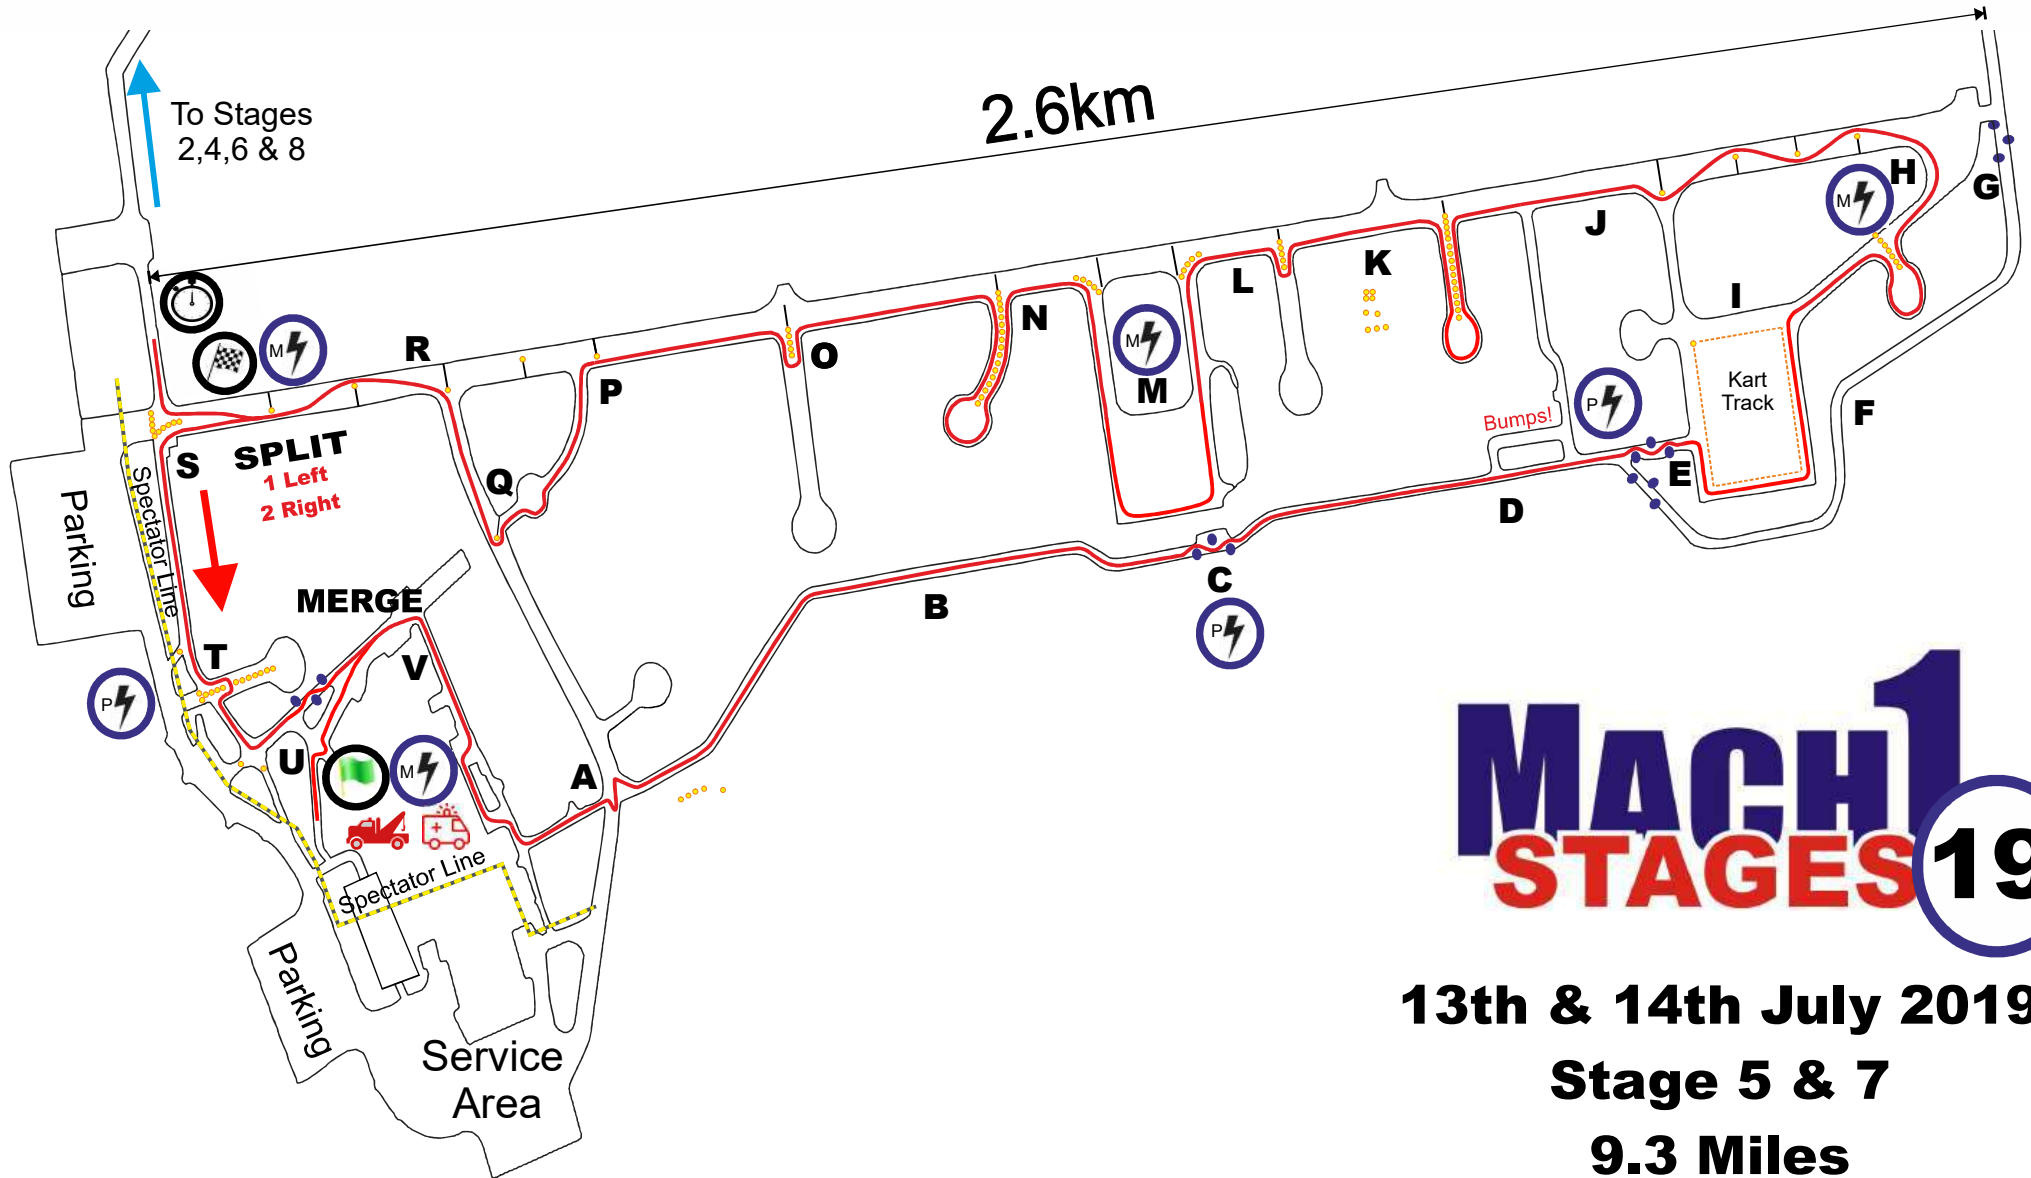 To Stages
2,4,6 & 8
2.6km
R
S
SPLIT
1 Left
2 Right
Q
P
O
N
M
M
L
K
J
I
H
M
G
F
E
D
C
B
A
Kart
Track
Bumps!
P
P
M
Parking
Spectator Line
MERGE
T
V
U
P
M
Spectator Line
Parking
Service
Area
MACH1
STAGES
19
13th & 14th July 2019
Stage 5 & 7
9.3 Miles